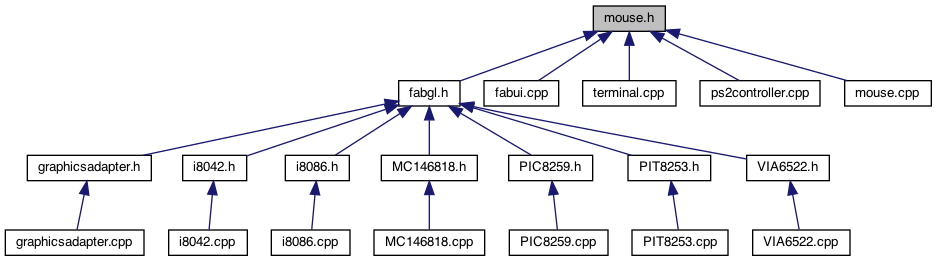 mouse.h
fabgl.h
fabui.cpp
terminal.cpp
ps2controller.cpp
mouse.cpp
graphicsadapter.h
i8042.h
i8086.h
MC146818.h
PIC8259.h
PIT8253.h
VIA6522.h
graphicsadapter.cpp
i8042.cpp
i8086.cpp
MC146818.cpp
PIC8259.cpp
PIT8253.cpp
VIA6522.cpp